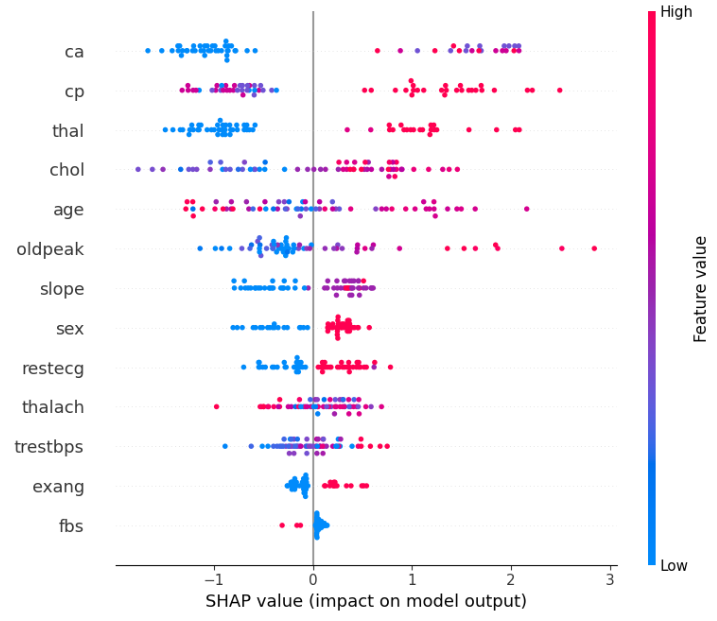 High
ca
cp
thal
chol
age
oldpeak
slope
sex
restecg
thalach
trestbps
exang
fbs
Feature value
Low
−1 0 1 2 3
SHAP value (impact on model output)